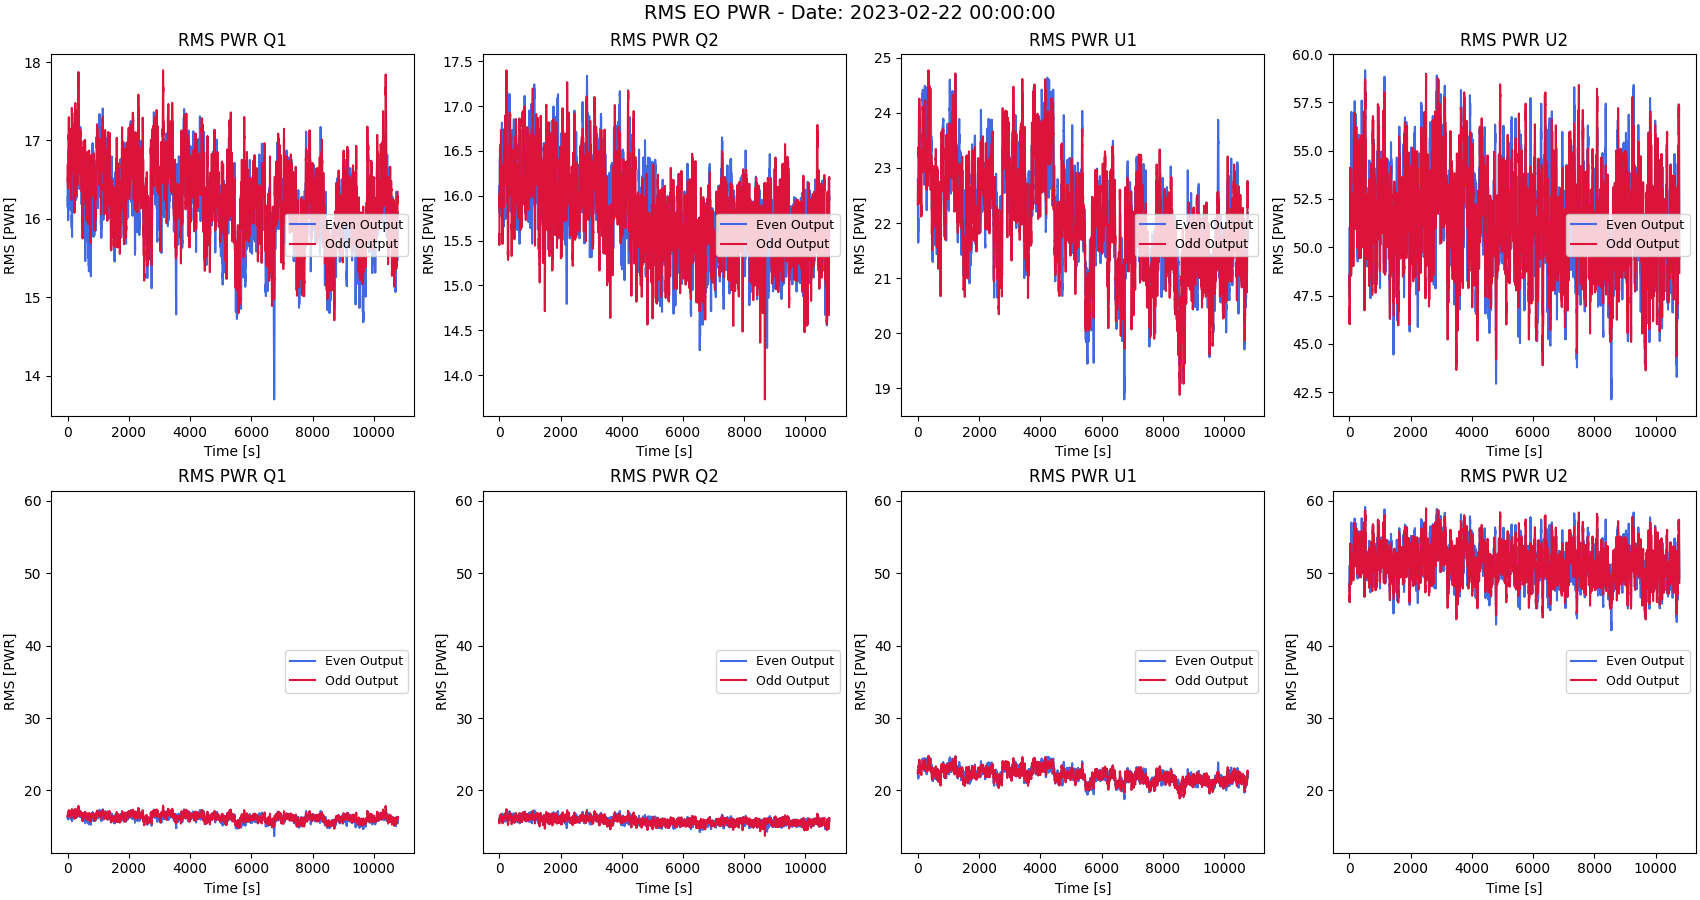 RMS EO PWR - Date: 2023-02-22 00:00:00
RMS PWR Q1
RMS [PWR]
18
17
16
15
14
Even Output
Odd Output
0 2000 4000 6000 8000 10000
Time [s]
RMS PWR Q2
RMS [PWR]
17.5
17.0
16.5
16.0
15.5
15.0
14.5
14.0
Even Output
Odd Output
0 2000 4000 6000 8000 10000
Time [s]
RMS PWR U1
RMS [PWR]
25
24
23
22
21
20
19
Even Output
Odd Output
0 2000 4000 6000 8000 10000
Time [s]
RMS PWR U2
RMS [PWR]
60.0
57.5
55.0
52.5
50.0
47.5
45.0
42.5
Even Output
Odd Output
0 2000 4000 6000 8000 10000
Time [s]
RMS PWR Q1
RMS [PWR]
60
50
40
30
20
Even Output
Odd Output
0 2000 4000 6000 8000 10000
Time [s]
RMS PWR Q2
RMS [PWR]
60
50
40
30
20
Even Output
Odd Output
0 2000 4000 6000 8000 10000
Time [s]
RMS PWR U1
RMS [PWR]
60
50
40
30
20
Even Output
Odd Output
0 2000 4000 6000 8000 10000
Time [s]
RMS PWR U2
RMS [PWR]
60
50
40
30
20
Even Output
Odd Output
0 2000 4000 6000 8000 10000
Time [s]